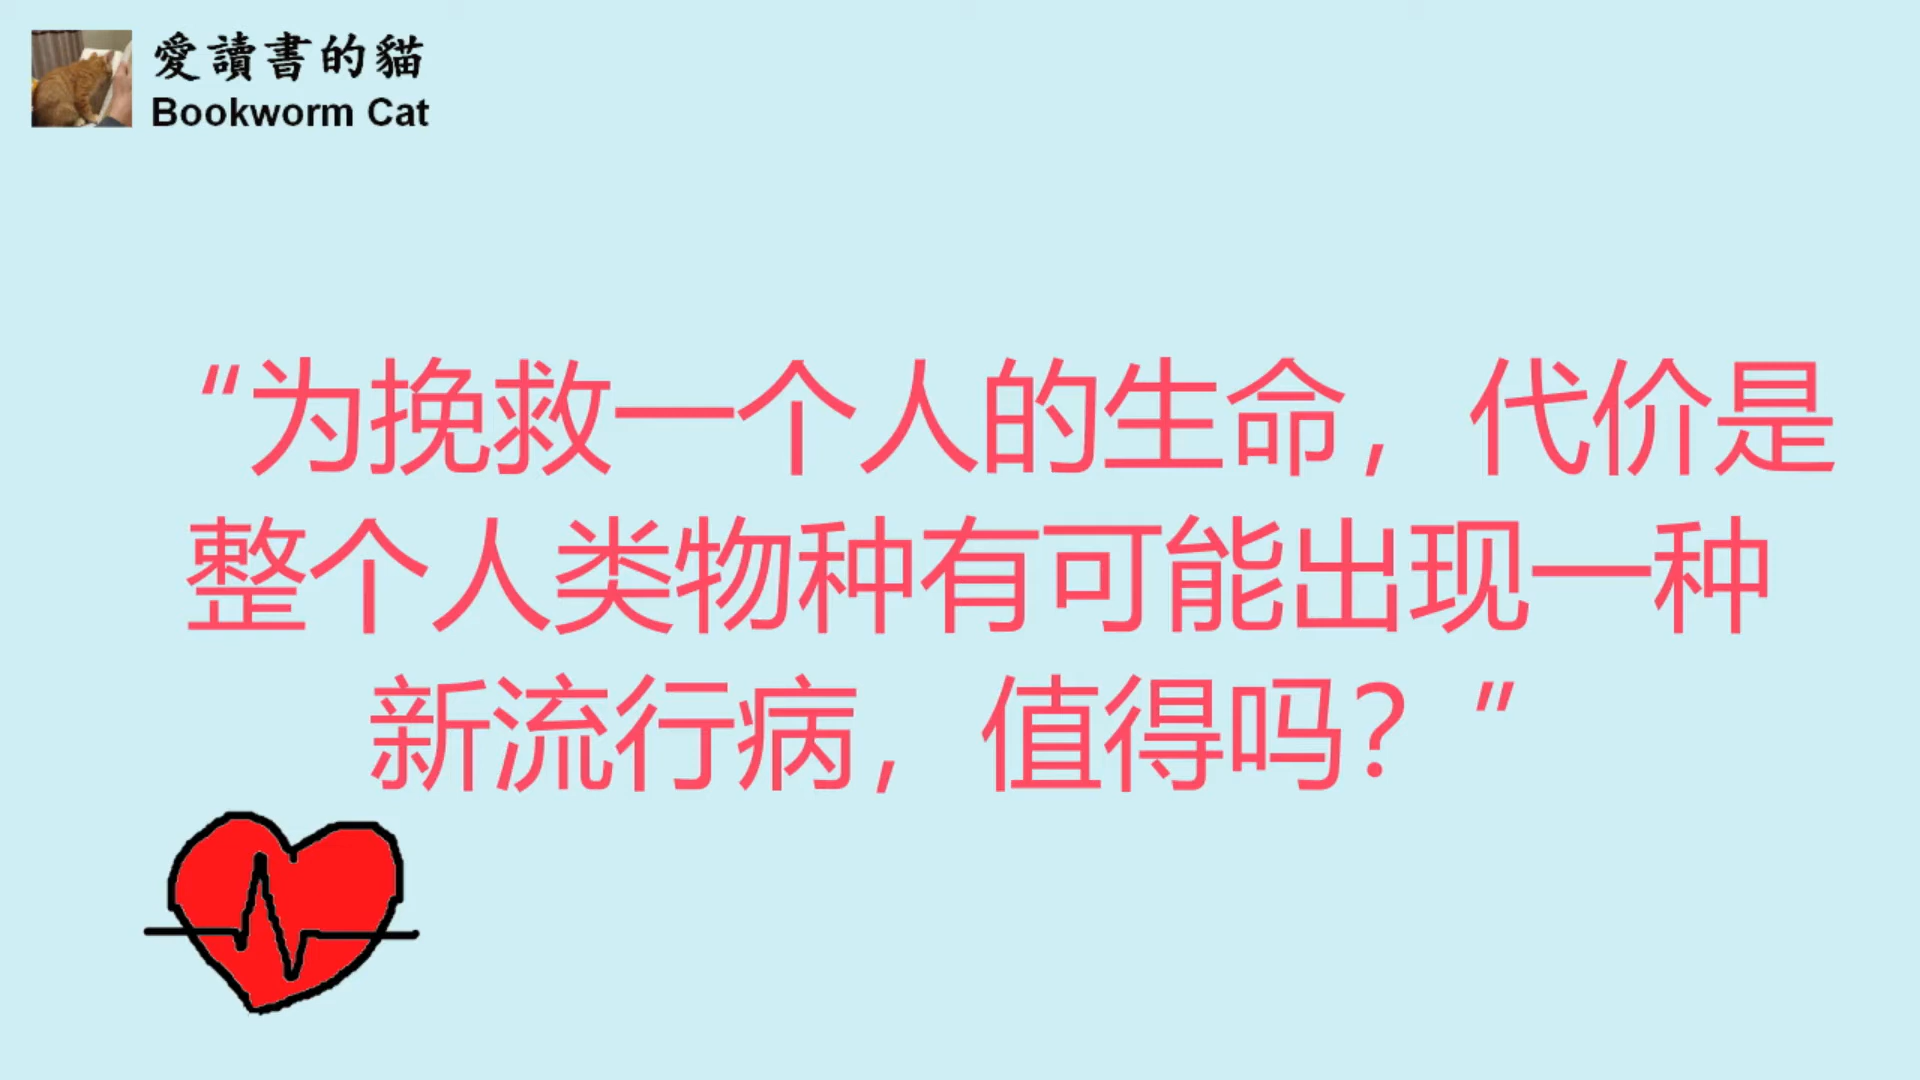 愛讀書的貓
Bookworm Cat
“为挽救一个人的生命，代价是
整个人类物种有可能出现一种
新流行病，值得吗？”